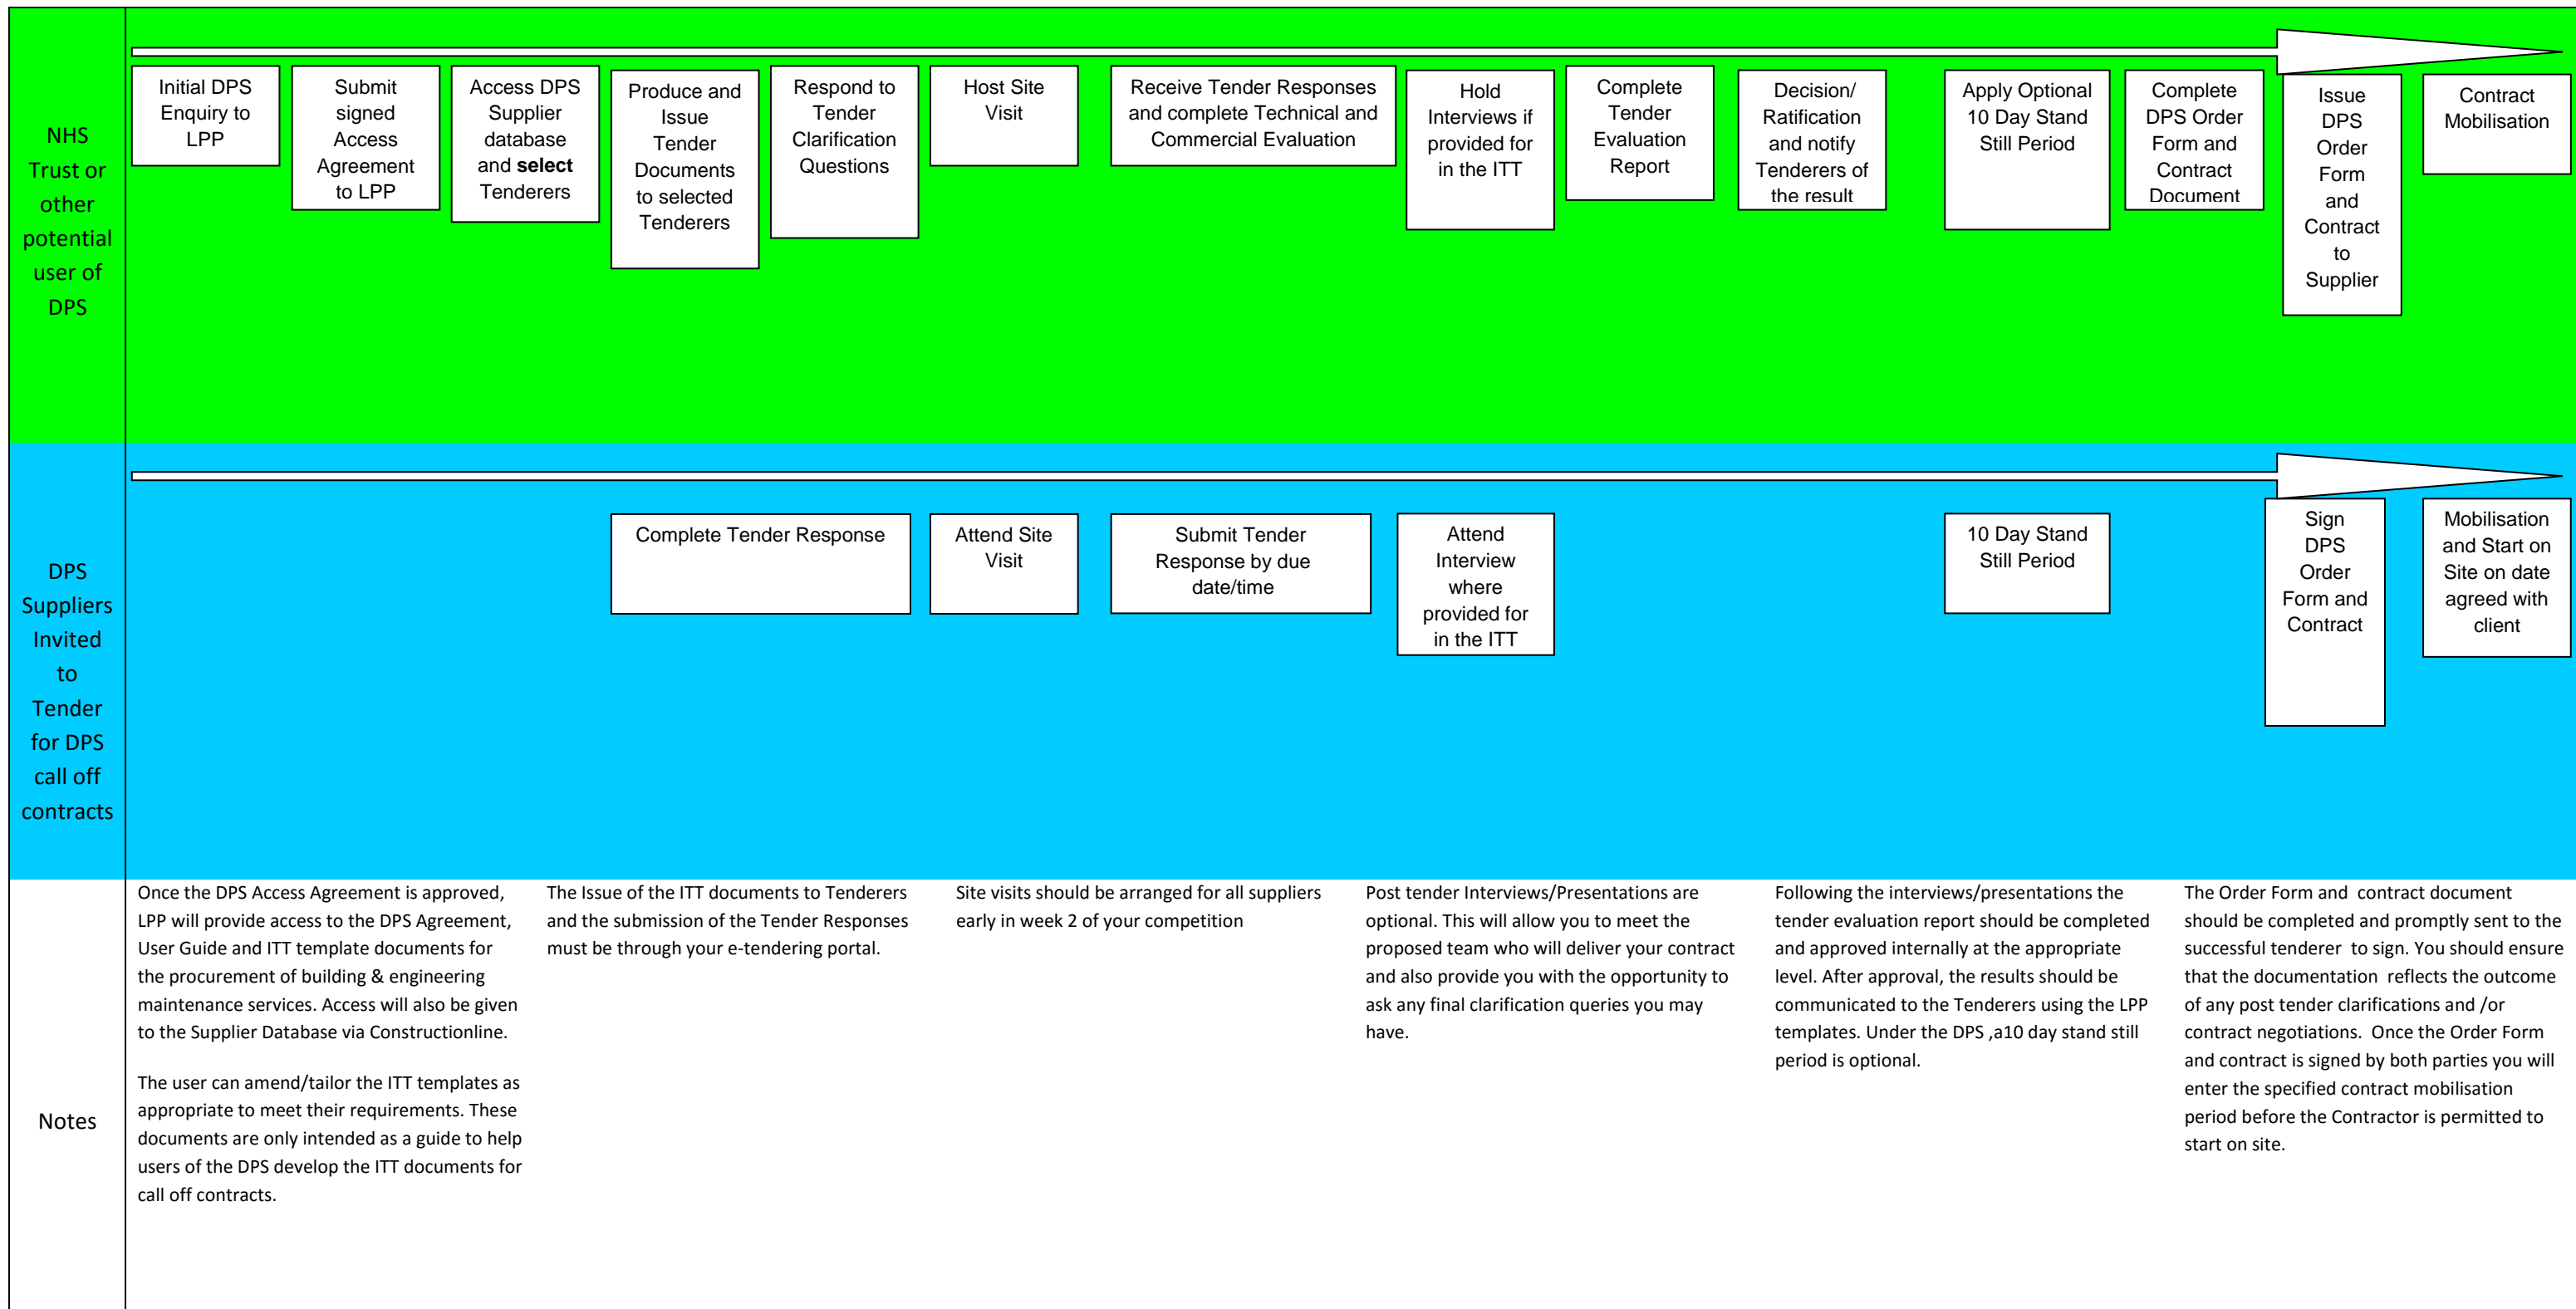 NHS
Trust or
other
potential
user of
DPS
Initial DPS
Enquiry to
LPP
Submit
signed
Access
Agreement
to LPP
Access DPS
Supplier
database
and select
Tenderers
Produce and
Issue
Tender
Documents
to selected
Tenderers
Respond to
Tender
Clarification
Questions
Host Site
Visit
Receive Tender Responses
and complete Technical and
Commercial Evaluation
Hold
Interviews if
provided for
in the ITT
Complete
Tender
Evaluation
Report
Decision/
Ratification
and notify
Tenderers of
the result
Apply Optional
10 Day Stand
Still Period
Complete
DPS Order
Form and
Contract
Document
Issue
DPS
Order
Form
and
Contract
to
Supplier
Contract
Mobilisation
DPS
Suppliers
Invited
to
Tender
for DPS
call off
contracts
Complete Tender Response
Attend Site
Visit
Submit Tender
Response by due
date/time
Attend
Interview
where
provided for
in the ITT
10 Day Stand
Still Period
Sign
DPS
Order
Form and
Contract
Mobilisation
and Start on
Site on date
agreed with
client
Notes
Once the DPS Access Agreement is approved,
LPP will provide access to the DPS Agreement,
User Guide and ITT template documents for
the procurement of building & engineering
maintenance services. Access will also be given
to the Supplier Database via Constructionline.
The user can amend/tailor the ITT templates as
appropriate to meet their requirements. These
documents are only intended as a guide to help
users of the DPS develop the ITT documents for
call off contracts.
The Issue of the ITT documents to Tenderers
and the submission of the Tender Responses
must be through your e-tendering portal.
Site visits should be arranged for all suppliers
early in week 2 of your competition
Post tender Interviews/Presentations are
optional. This will allow you to meet the
proposed team who will deliver your contract
and also provide you with the opportunity to
ask any final clarification queries you may
have.
Following the interviews/presentations the
tender evaluation report should be completed
and approved internally at the appropriate
level. After approval, the results should be
communicated to the Tenderers using the LPP
templates. Under the DPS ,a10 day stand still
period is optional.
The Order Form and contract document
should be completed and promptly sent to the
successful tenderer to sign. You should ensure
that the documentation reflects the outcome
of any post tender clarifications and /or
contract negotiations. Once the Order Form
and contract is signed by both parties you will
enter the specified contract mobilisation
period before the Contractor is permitted to
start on site.